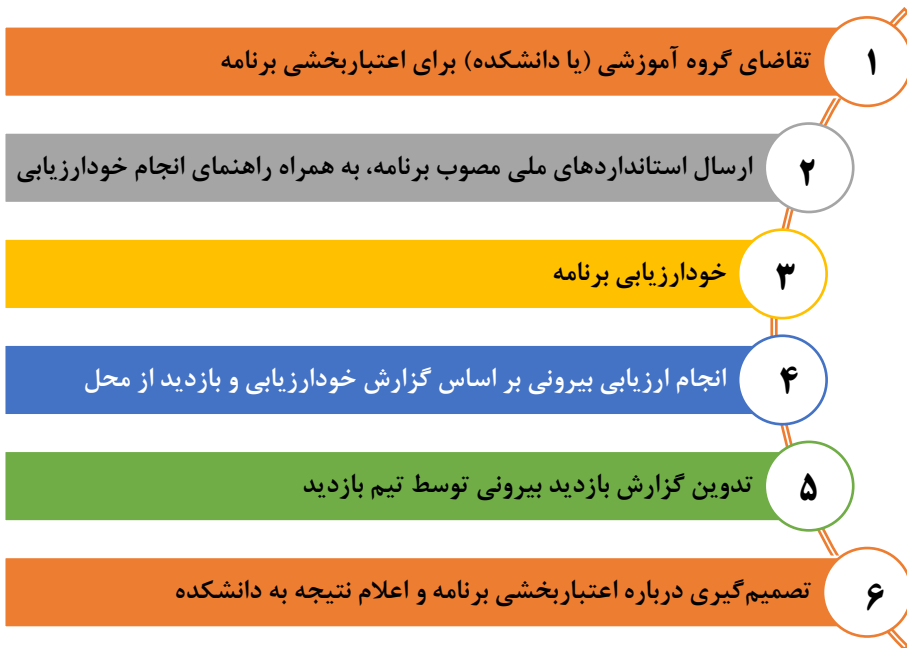 ۱ تقاضای گروه آموزشی (یا دانشکده) برای اعتباربخشی برنامه
۲ ارسال استانداردهای ملی مصوب برنامه، به همراه راهنمای انجام خودارزیابی
۳ خودارزیابی برنامه
۴ انجام ارزیابی بیرونی بر اساس گزارش خودارزیابی و بازدید از محل
۵ تدوین گزارش بازدید بیرونی توسط تیم بازدید
۶ تصمیم‌گیری درباره اعتباربخشی برنامه و اعلام نتیجه به دانشکده